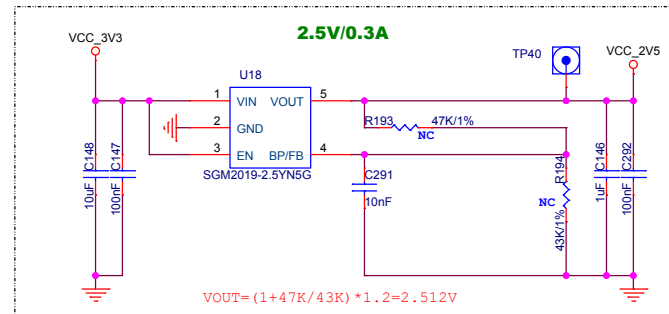 2.5V/0.3A
VCC_3V3
TP40
VCC_2V5
U18
1
VIN
VOUT
5
2
GND
R193
47K/1%
NC
3
EN
BP/FB
4
SGM2019-2.5YN5G
C148
10uF
C147
100nF
C291
10nF
R194
NC
43K/1%
C146
1uF
C292
100nF
VOUT=(1+47K/43K)*1.2=2.512V